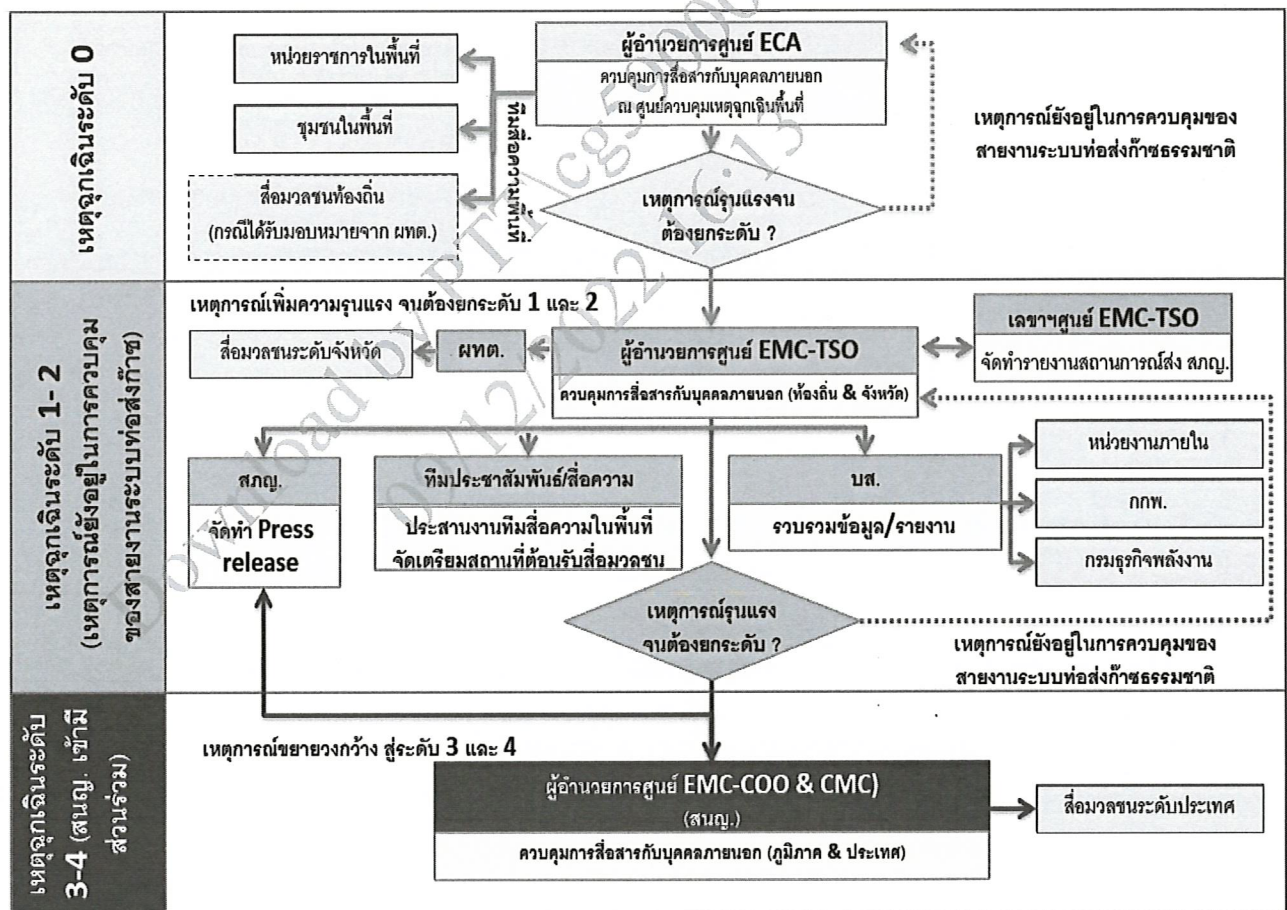 เหตุฉุกเฉินระดับ 0
หน่วยราชการในพื้นที่
ชุมชนในพื้นที่
สื่อมวลชนท้องถิ่น
(กรณีได้รับมอบหมายจาก ผทต.)
ทีมสื่อความพื้นที่
ผู้อำนวยการศูนย์ ECA
ควบคุมการสื่อสารกับบุคคลภายนอก
ณ ศูนย์ควบคุมเหตุฉุกเฉินพื้นที่
เหตุการณ์รุนแรงจน
ต้องยกระดับ ?
เหตุการณ์ยังอยู่ในการควบคุมของ
สายงานระบบท่อส่งก๊าซธรรมชาติ
เหตุฉุกเฉินระดับ 1- 2
(เหตุการณ์ยังอยู่ในการควบคุม
ของสายงานระบบท่อส่งก๊าซ)
เหตุการณ์เพิ่มความรุนแรง จนต้องยกระดับ 1 และ 2
สื่อมวลชนระดับจังหวัด
ผทต.
ผู้อำนวยการศูนย์ EMC-TSO
ควบคุมการสื่อสารกับบุคคลภายนอก (ท้องถิ่น & จังหวัด)
เลขาฯศูนย์ EMC-TSO
จัดทำรายงานสถานการณ์ส่ง สภญ.
สภญ.
จัดทำ Press
release
ทีมประชาสัมพันธ์/สื่อความ
ประสานงานทีมสื่อความในพื้นที่
จัดเตรียมสถานที่ต้อนรับสื่อมวลชน
บส.
รวบรวมข้อมูล/รายงาน
หน่วยงานภายใน
กกพ.
กรมธุรกิจพลังงาน
เหตุการณ์รุนแรง
จนต้องยกระดับ ?
เหตุการณ์ยังอยู่ในการควบคุมของ
สายงานระบบท่อส่งก๊าซธรรมชาติ
เหตุฉุกเฉินระดับ
3-4 (สนญ. เข้ามี
ส่วนร่วม)
เหตุการณ์ขยายวงกว้าง สู่ระดับ 3 และ 4
ผู้อำนวยการศูนย์ EMC-COO & CMC)
(สนญ.)
ควบคุมการสื่อสารกับบุคคลภายนอก (ภูมิภาค & ประเทศ)
สื่อมวลชนระดับประเทศ
Download by PTT\cg5900
09/12/2022 16:13